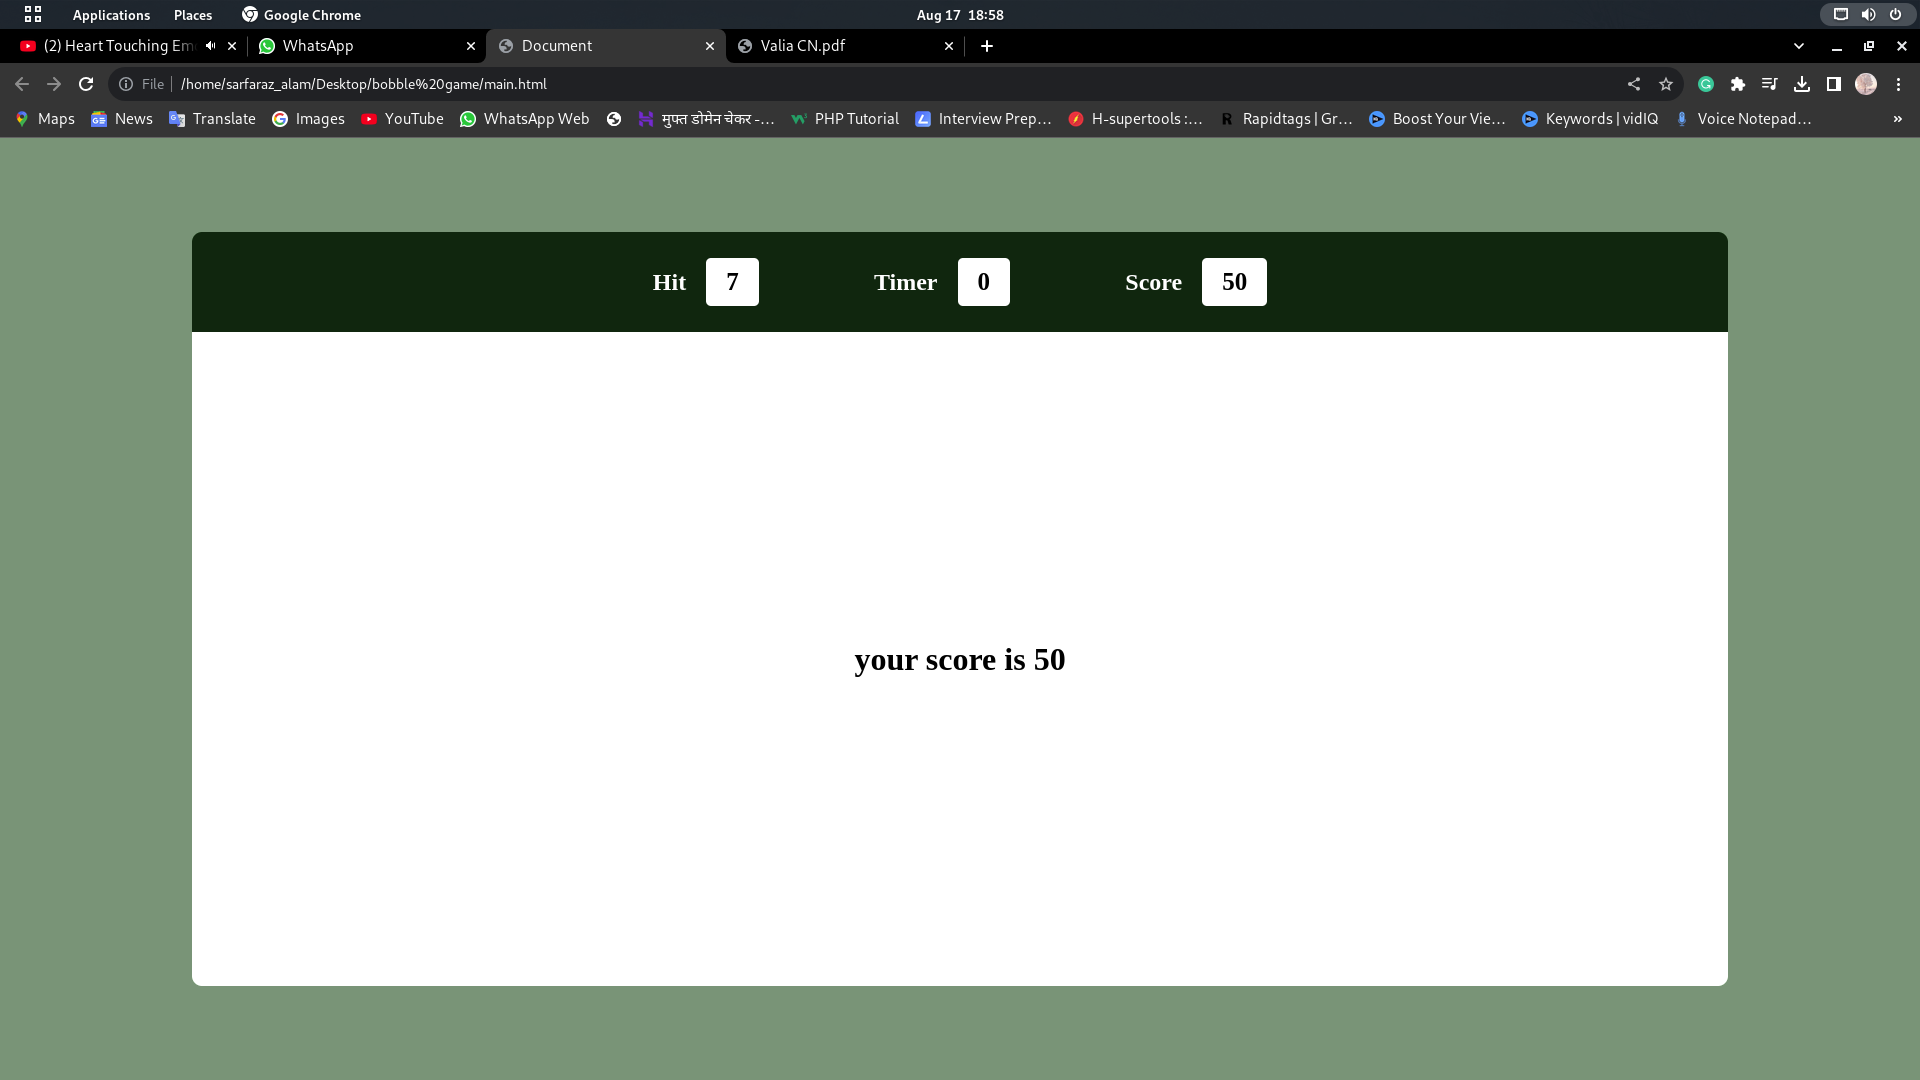 Applications Places Google Chrome Aug 17 18:58
(2) Heart Touching Em WhatsApp Document Valia CN.pdf
File /home/sarfaraz_alam/Desktop/bobble%20game/main.html
Maps News Translate Images YouTube WhatsApp Web मुफ्त डोमेन चेकर -... PHP Tutorial Interview Prep... H-supertools :... Rapidtags | Gr... Boost Your Vie... Keywords | vidIQ Voice Notepad... »
Hit 7 Timer 0 Score 50
your score is 50